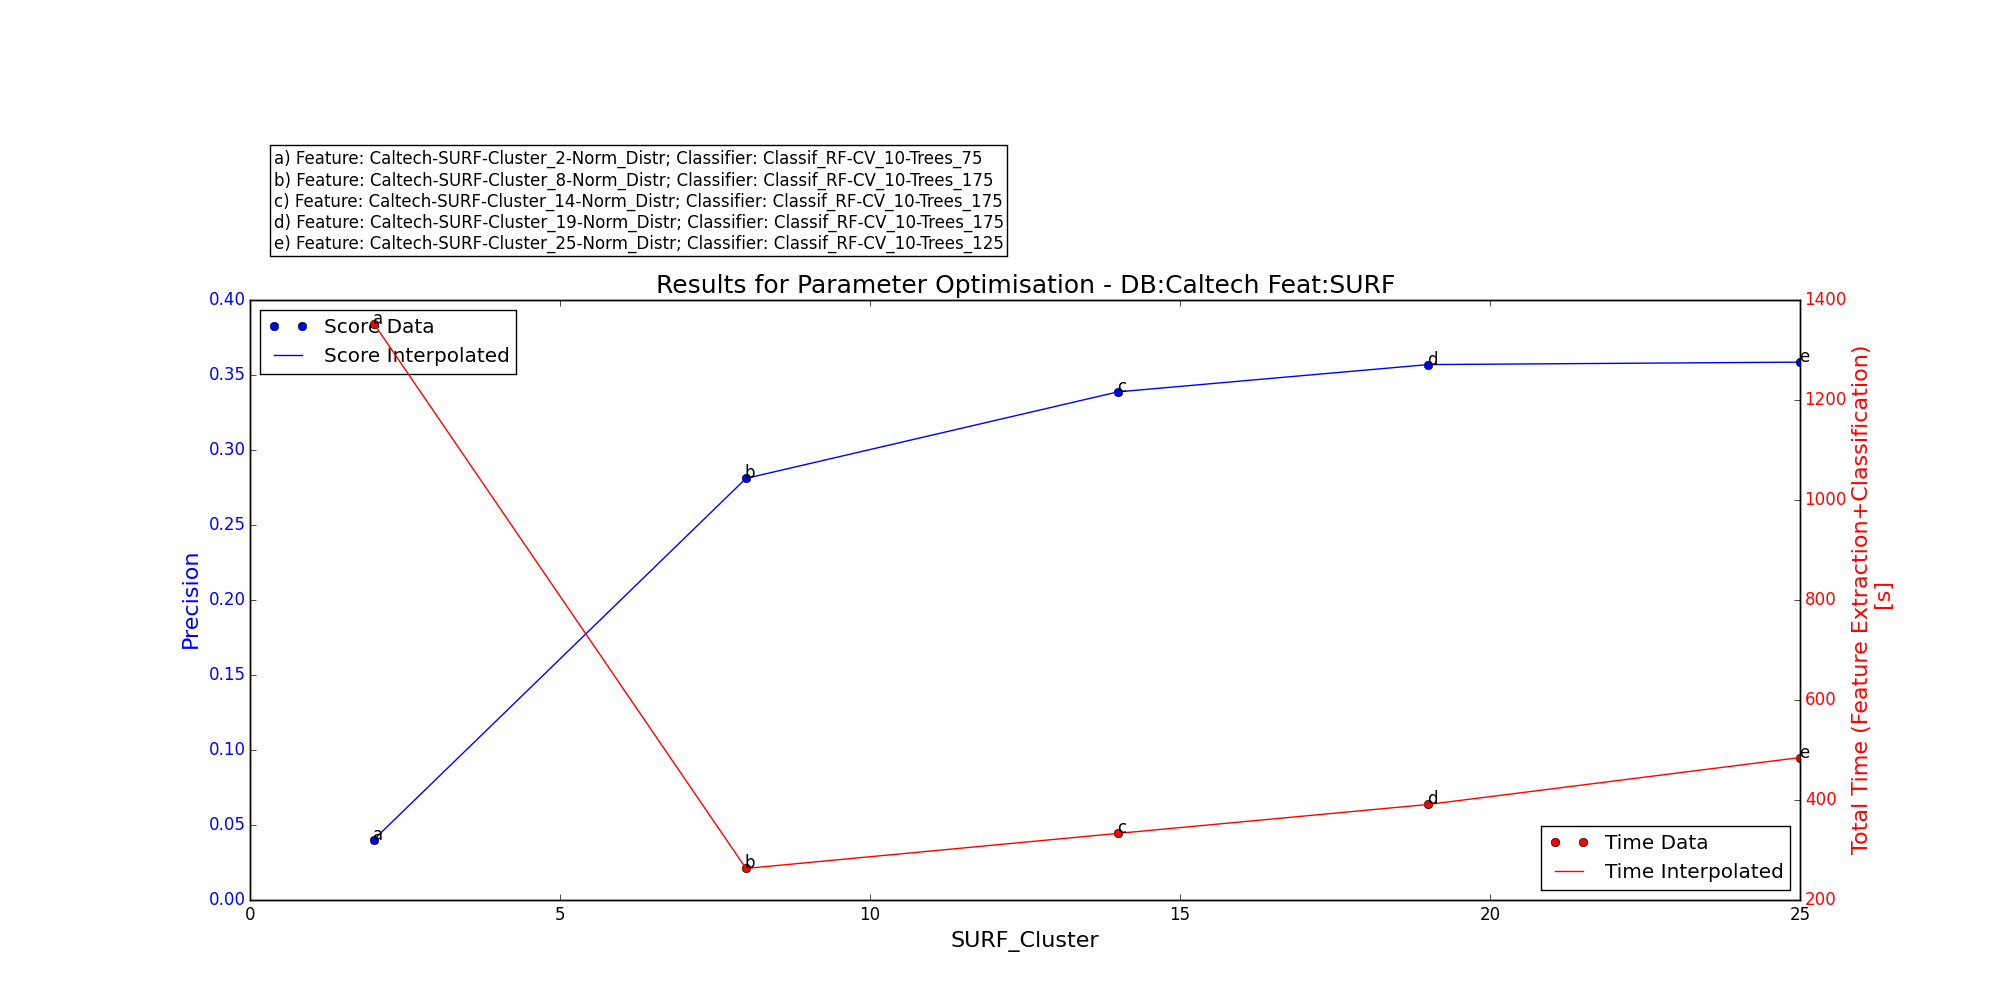 a) Feature: Caltech-SURF-Cluster_2-Norm_Distr; Classifier: Classif_RF-CV_10-Trees_75
b) Feature: Caltech-SURF-Cluster_8-Norm_Distr; Classifier: Classif_RF-CV_10-Trees_175
c) Feature: Caltech-SURF-Cluster_14-Norm_Distr; Classifier: Classif_RF-CV_10-Trees_175
d) Feature: Caltech-SURF-Cluster_19-Norm_Distr; Classifier: Classif_RF-CV_10-Trees_175
e) Feature: Caltech-SURF-Cluster_25-Norm_Distr; Classifier: Classif_RF-CV_10-Trees_125
Results for Parameter Optimisation - DB:Caltech Feat:SURF
Score Data
Score Interpolated
Precision
0.40
0.35
0.30
0.25
0.20
0.15
0.10
0.05
0.00
a
b
c
d
e
a
b
c
d
e
1400
1200
1000
800
600
400
200
Total Time (Feature Extraction+Classification)
[s]
Time Data
Time Interpolated
0
5
10
15
20
25
SURF_Cluster